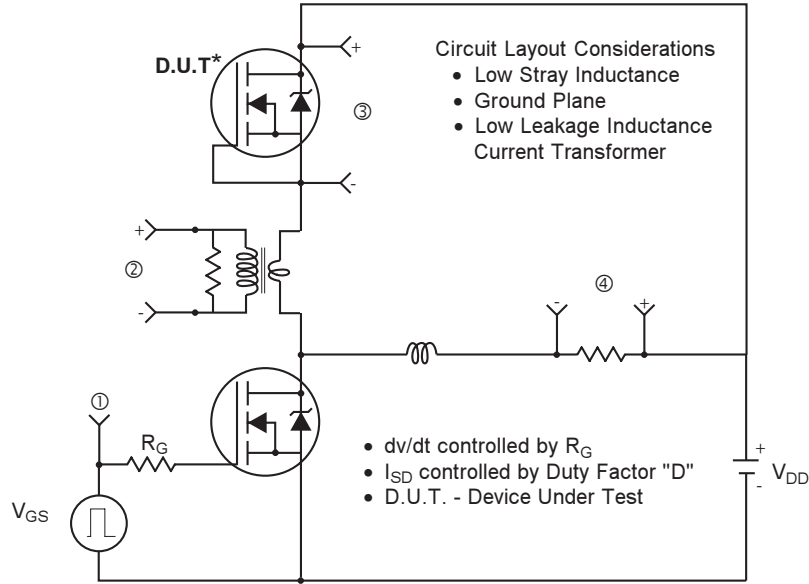 D.U.T*
+
③
-
Circuit Layout Considerations
• Low Stray Inductance
• Ground Plane
• Low Leakage Inductance
Current Transformer
+
②
-
④
-
+
①
R_G
V_GS
• dv/dt controlled by R_G
• I_SD controlled by Duty Factor "D"
• D.U.T. - Device Under Test
+
V_DD
-